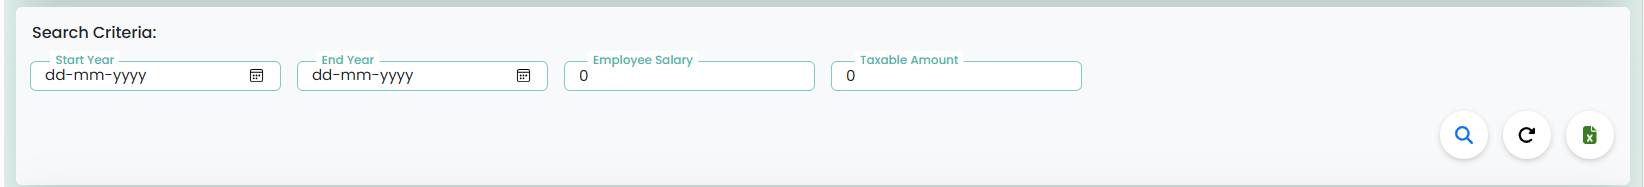 Search Criteria:
Start Year
dd-mm-yyyy
End Year
dd-mm-yyyy
Employee Salary
0
Taxable Amount
0
x